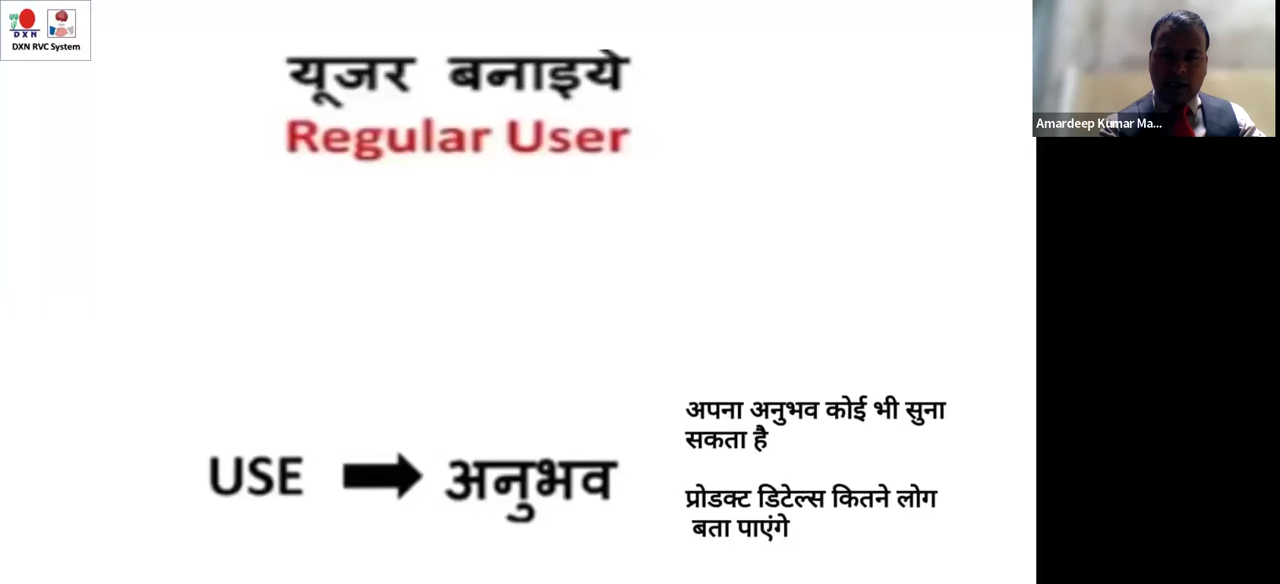 DXN
DXN RVC System
यूजर बनाइये
Regular User
Amardeep Kumar Ma...
अपना अनुभव कोई भी सुना
सकता है
USE अनुभव
प्रोडक्ट डिटेल्स कितने लोग
बता पाएंगे